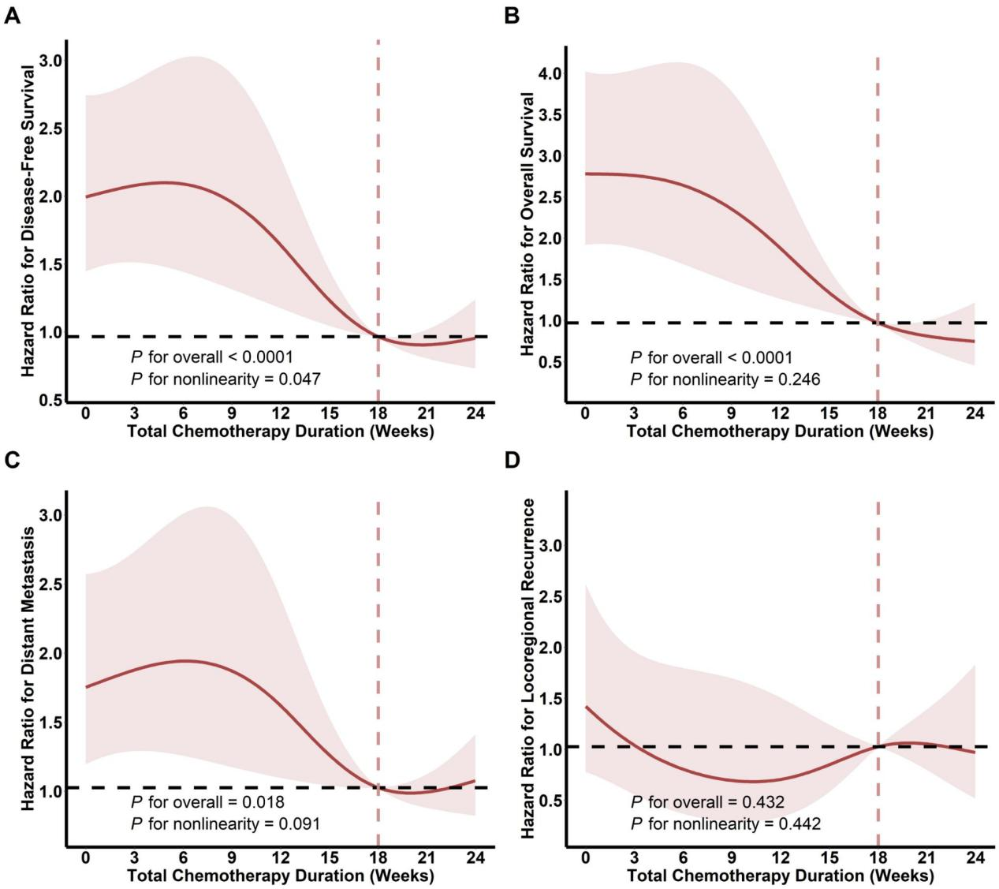 A
Hazard Ratio for Disease-Free Survival
3.0
2.5
2.0
1.5
1.0
0.5
P for overall < 0.0001
P for nonlinearity = 0.047
0 3 6 9 12 15 18 21 24
Total Chemotherapy Duration (Weeks)
B
Hazard Ratio for Overall Survival
4.0
3.5
3.0
2.5
2.0
1.5
1.0
0.5
P for overall < 0.0001
P for nonlinearity = 0.246
0 3 6 9 12 15 18 21 24
Total Chemotherapy Duration (Weeks)
C
Hazard Ratio for Distant Metastasis
3.0
2.5
2.0
1.5
1.0
P for overall = 0.018
P for nonlinearity = 0.091
0 3 6 9 12 15 18 21 24
Total Chemotherapy Duration (Weeks)
D
Hazard Ratio for Locoregional Recurrence
3.0
2.5
2.0
1.5
1.0
0.5
P for overall = 0.432
P for nonlinearity = 0.442
0 3 6 9 12 15 18 21 24
Total Chemotherapy Duration (Weeks)